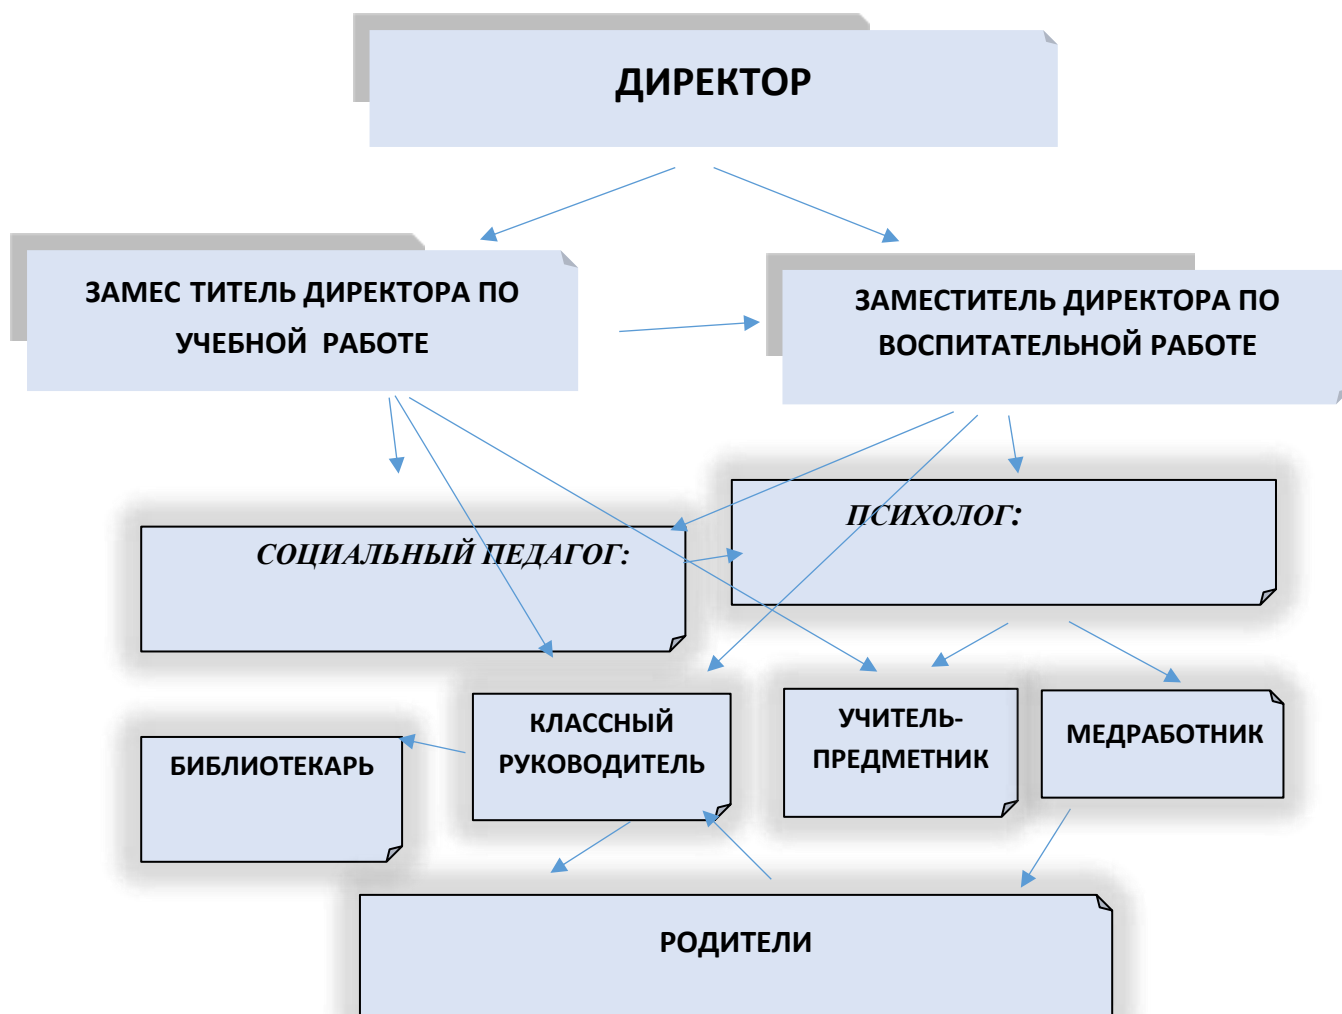 ДИРЕКТОР
ЗАМЕС ТИТЕЛЬ ДИРЕКТОРА ПО
УЧЕБНОЙ РАБОТЕ
ЗАМЕСТИТЕЛЬ ДИРЕКТОРА ПО
ВОСПИТАТЕЛЬНОЙ РАБОТЕ
СОЦИАЛЬНЫЙ ПЕДАГОГ:
ПСИХОЛОГ:
БИБЛИОТЕКАРЬ
КЛАССНЫЙ
РУКОВОДИТЕЛЬ
УЧИТЕЛЬ-
ПРЕДМЕТНИК
МЕДРАБОТНИК
РОДИТЕЛИ